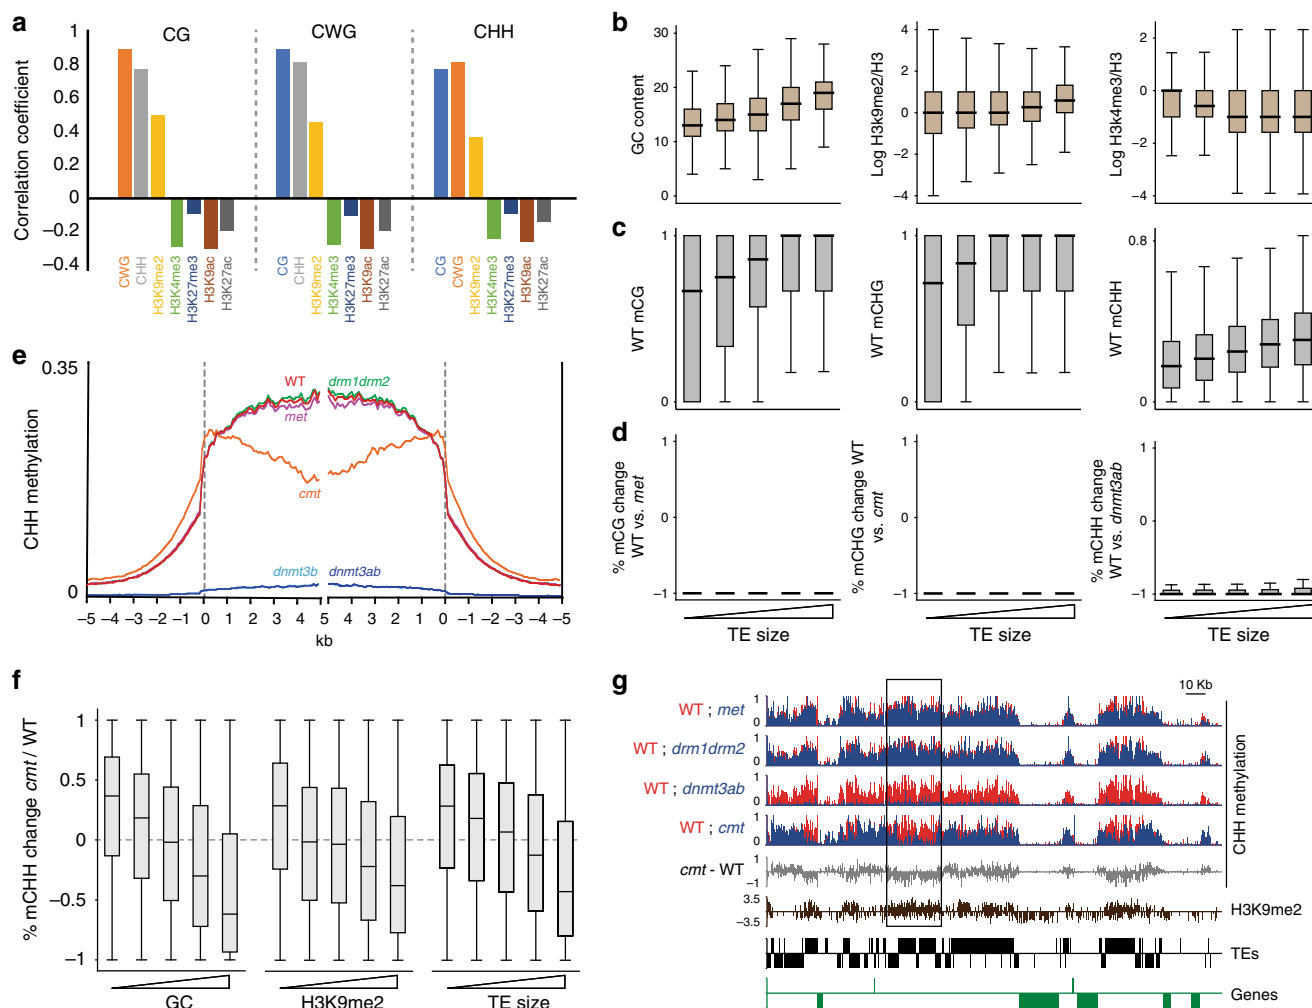 a
CG
CWG
CHH
Correlation coefficient
1
0.8
0.6
0.4
0.2
0
−0.2
−0.4
CWG
CHH
H3K9me2
H3K4me3
H3K27me3
H3K9ac
H3K27ac
CG
CHH
H3K9me2
H3K4me3
H3K27me3
H3K9ac
H3K27ac
CG
CWG
H3K9me2
H3K4me3
H3K27me3
H3K9ac
H3K27ac
b
GC content
30
20
10
0
Log H3K9me2/H3
4
2
0
−2
−4
Log H3k4me3/H3
2
0
−2
−4
c
WT mCG
1
0
WT mCHG
1
0
WT mCHH
0.8
0
d
% mCG change
WT vs. met
1
0
−1
TE size
% mCHG change WT
vs. cmt
1
0
−1
TE size
% mCHH change
WT vs. dnmt3ab
1
0
−1
TE size
e
CHH methylation
0.35
0
WT
drm1drm2
met
cmt
dnmt3b
dnmt3ab
−5 −4 −3 −2 −1 0 1 2 3 4 5 5 4 3 2 1 0 −1 −2 −3 −4 −5
kb
f
% mCHH change cmt / WT
1
0.5
0
−0.5
−1
GC
H3K9me2
TE size
g
10 Kb
WT ; met
1
0
WT ; drm1drm2
1
0
WT ; dnmt3ab
1
0
WT ; cmt
1
0
cmt - WT
1
−1
CHH methylation
3.5
−3.5
H3K9me2
TEs
Genes